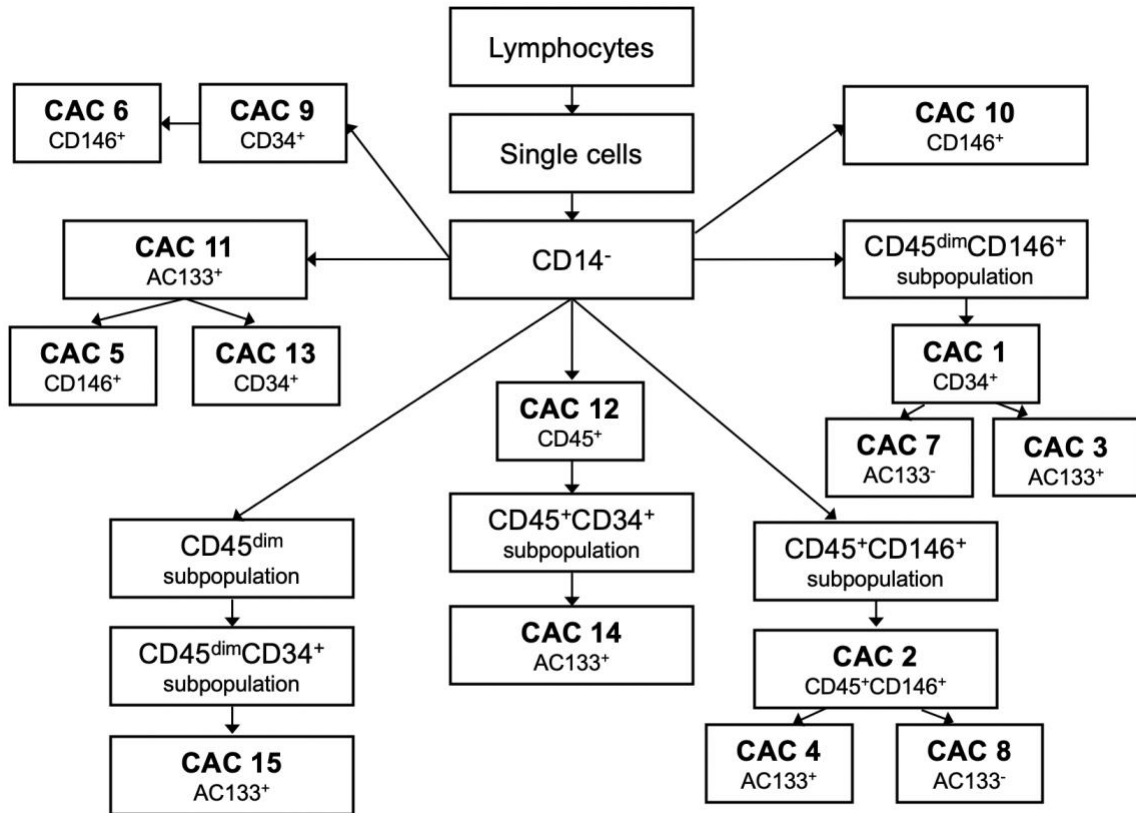 Lymphocytes
CAC 6
CD146⁺
CAC 9
CD34⁺
CAC 10
CD146⁺
Single cells
CAC 11
AC133⁺
CD14⁻
CD45ᵈⁱᵐCD146⁺
subpopulation
CAC 5
CD146⁺
CAC 13
CD34⁺
CAC 1
CD34⁺
CAC 12
CD45⁺
CAC 7
AC133⁻
CAC 3
AC133⁺
CD45ᵈⁱᵐ
subpopulation
CD45⁺CD34⁺
subpopulation
CD45⁺CD146⁺
subpopulation
CD45ᵈⁱᵐCD34⁺
subpopulation
CAC 14
AC133⁺
CAC 2
CD45⁺CD146⁺
CAC 15
AC133⁺
CAC 4
AC133⁺
CAC 8
AC133⁻